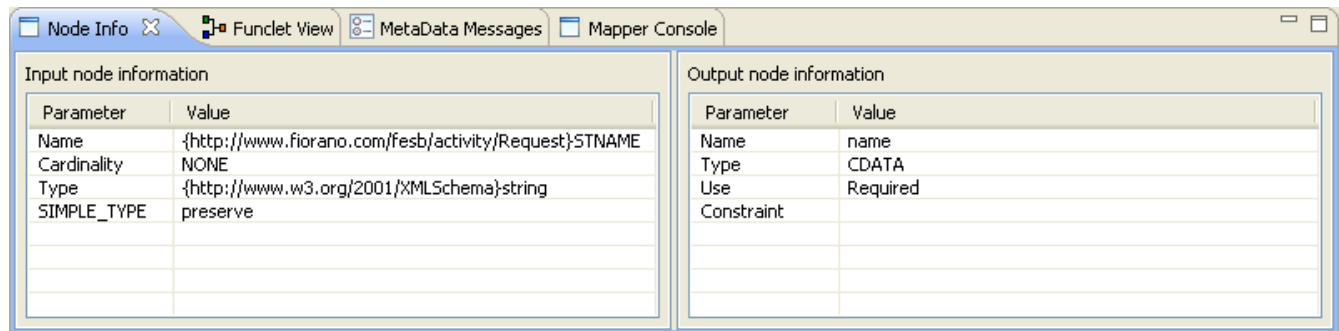 Node Info Funclet View MetaData Messages Mapper Console
Input node information
Parameter Value
Name {http://www.fiorano.com/fesb/activity/Request}STNAME
Cardinality NONE
Type {http://www.w3.org/2001/XMLSchema}string
SIMPLE_TYPE preserve
Output node information
Parameter Value
Name name
Type CDATA
Use Required
Constraint